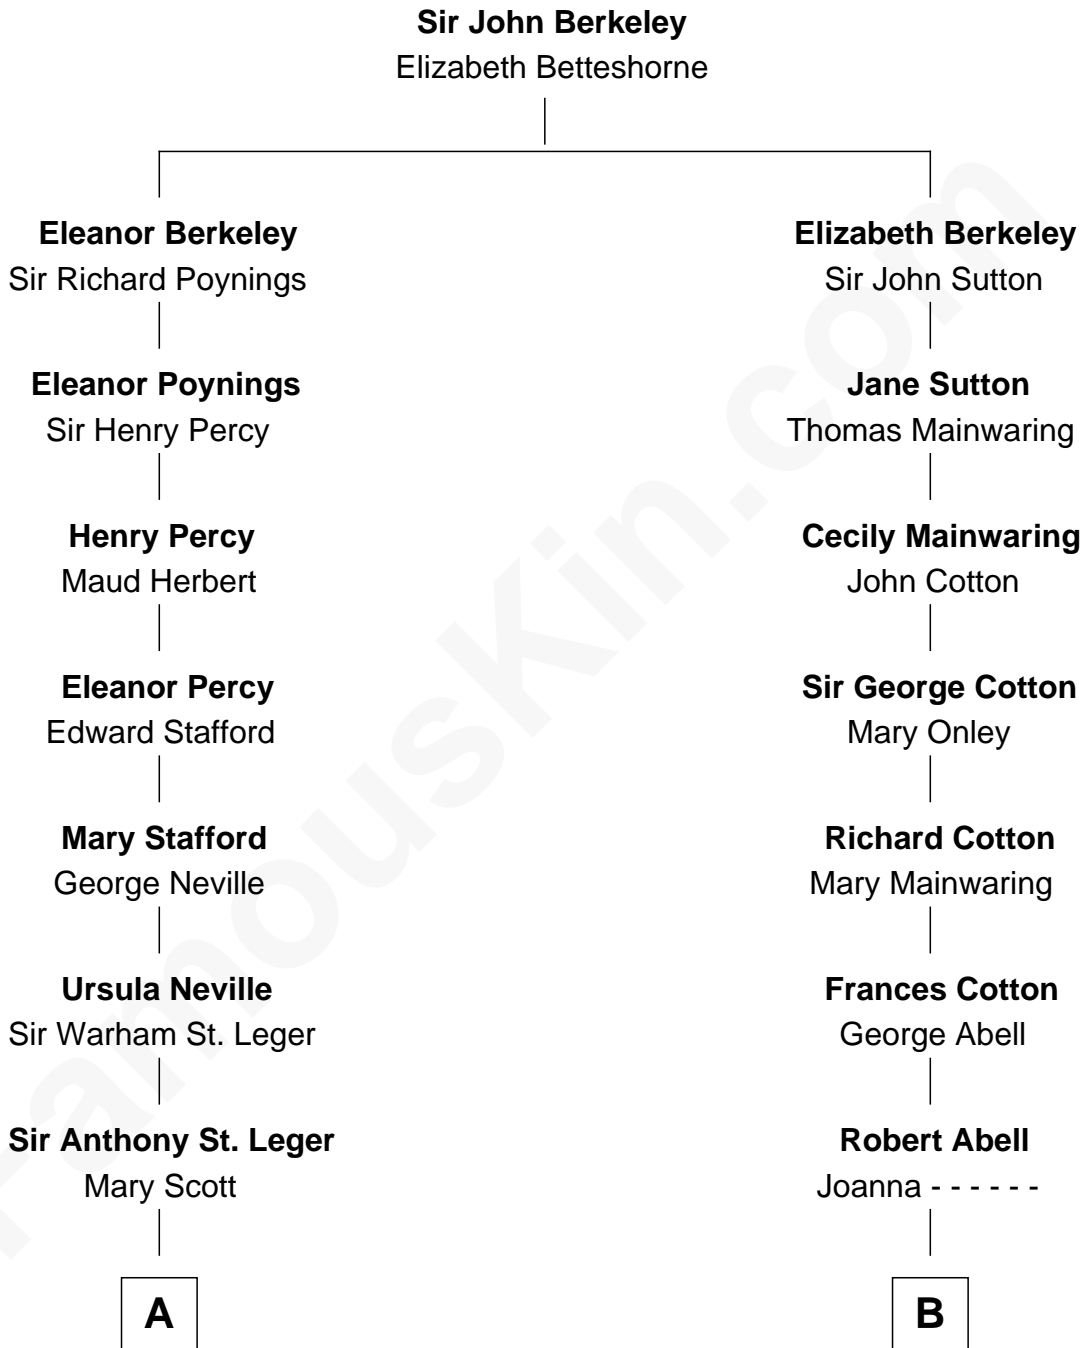 Sir John Berkeley
Elizabeth Betteshorne
Eleanor Berkeley
Sir Richard Poynings
Elizabeth Berkeley
Sir John Sutton
Eleanor Poynings
Sir Henry Percy
Jane Sutton
Thomas Mainwaring
Henry Percy
Maud Herbert
Cecily Mainwaring
John Cotton
Eleanor Percy
Edward Stafford
Sir George Cotton
Mary Onley
Mary Stafford
George Neville
Richard Cotton
Mary Mainwaring
Ursula Neville
Sir Warham St. Leger
Frances Cotton
George Abell
Sir Anthony St. Leger
Mary Scott
Robert Abell
Joanna - - - - - -
A
B
FamousKin.com